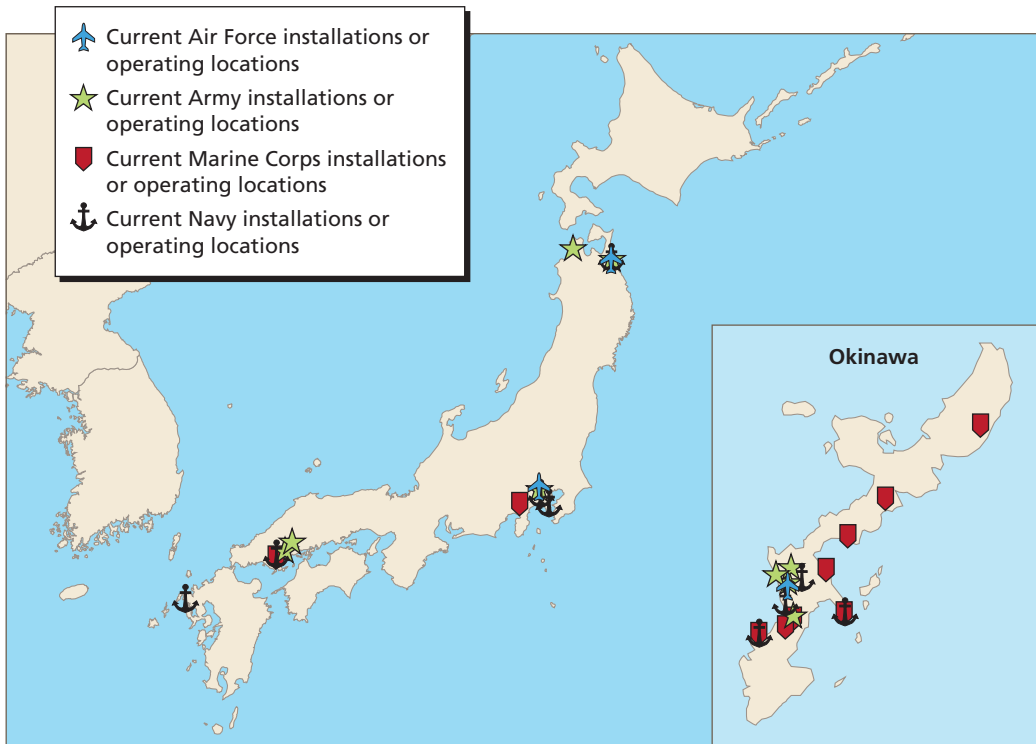 Current Air Force installations or
operating locations
Current Army installations or
operating locations
Current Marine Corps installations
or operating locations
Current Navy installations or
operating locations
Okinawa